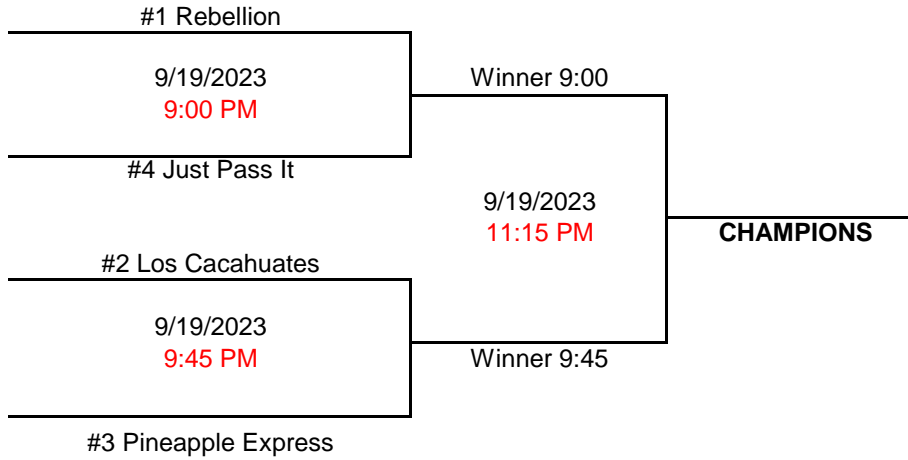 #1 Rebellion
9/19/2023
9:00 PM
Winner 9:00
#4 Just Pass It
9/19/2023
11:15 PM
CHAMPIONS
#2 Los Cacahuates
9/19/2023
9:45 PM
Winner 9:45
#3 Pineapple Express